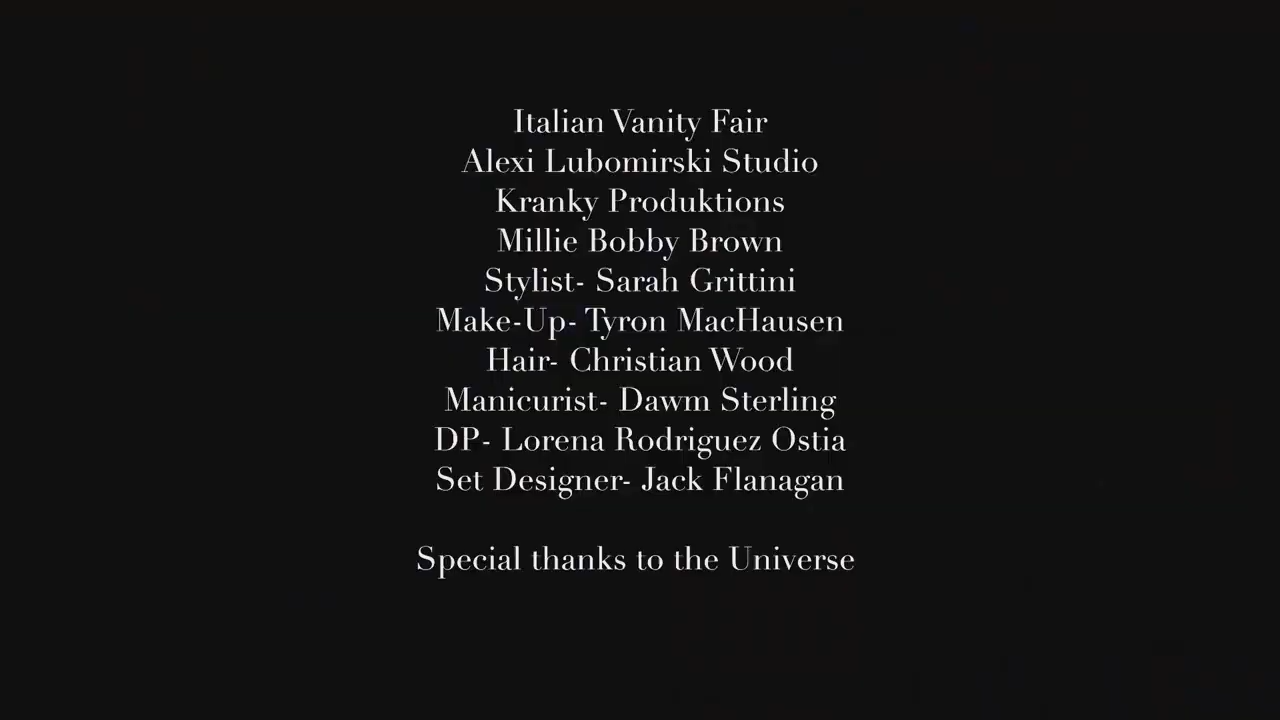 Italian Vanity Fair
Alexi Lubomirski Studio
Kranky Produktions
Millie Bobby Brown
Stylist- Sarah Grittini
Make-Up- Tyron MacHausen
Hair- Christian Wood
Manicurist- Dawm Sterling
DP- Lorena Rodriguez Ostia
Set Designer- Jack Flanagan
Special thanks to the Universe